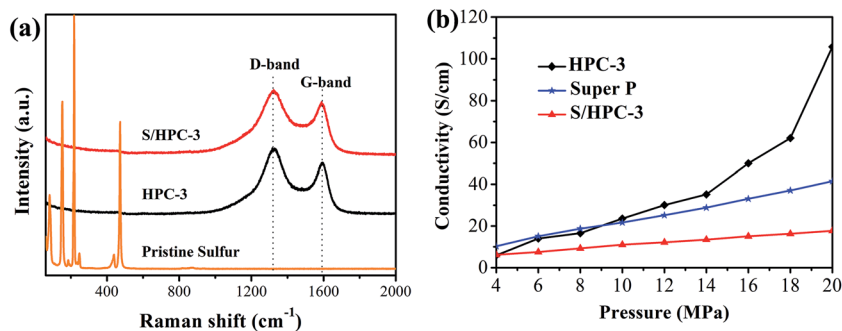 (a)
Intensity (a.u.)
D-band
G-band
S/HPC-3
HPC-3
Pristine Sulfur
400 800 1200 1600 2000
Raman shift (cm⁻¹)
(b)
Conductivity (S/cm)
120
100
80
60
40
20
0
HPC-3
Super P
S/HPC-3
4 6 8 10 12 14 16 18 20
Pressure (MPa)